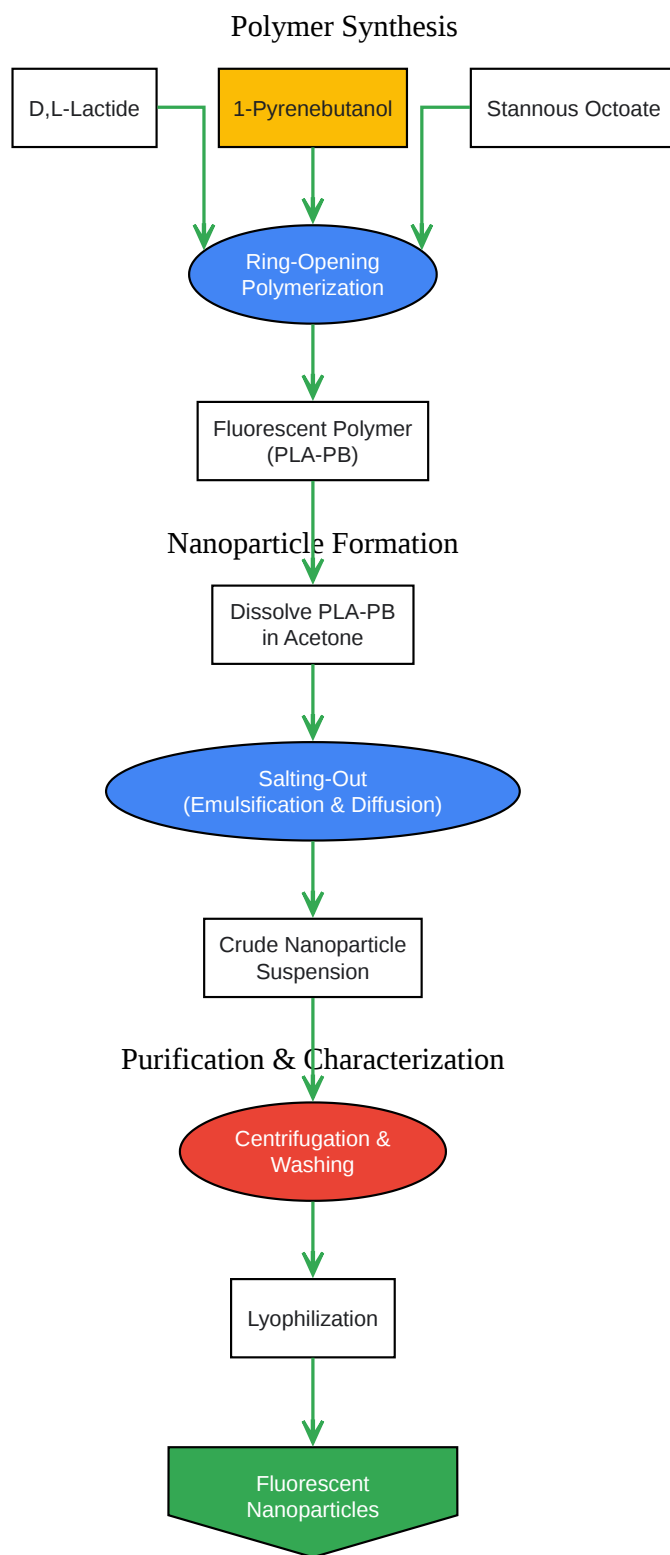 Polymer Synthesis
D,L-Lactide
1-Pyrenebutanol
Stannous Octoate
Ring-Opening
Polymerization
Fluorescent Polymer
(PLA-PB)
Nanoparticle Formation
Dissolve PLA-PB
in Acetone
Salting-Out
(Emulsification & Diffusion)
Crude Nanoparticle
Suspension
Purification & Characterization
Centrifugation &
Washing
Lyophilization
Fluorescent
Nanoparticles